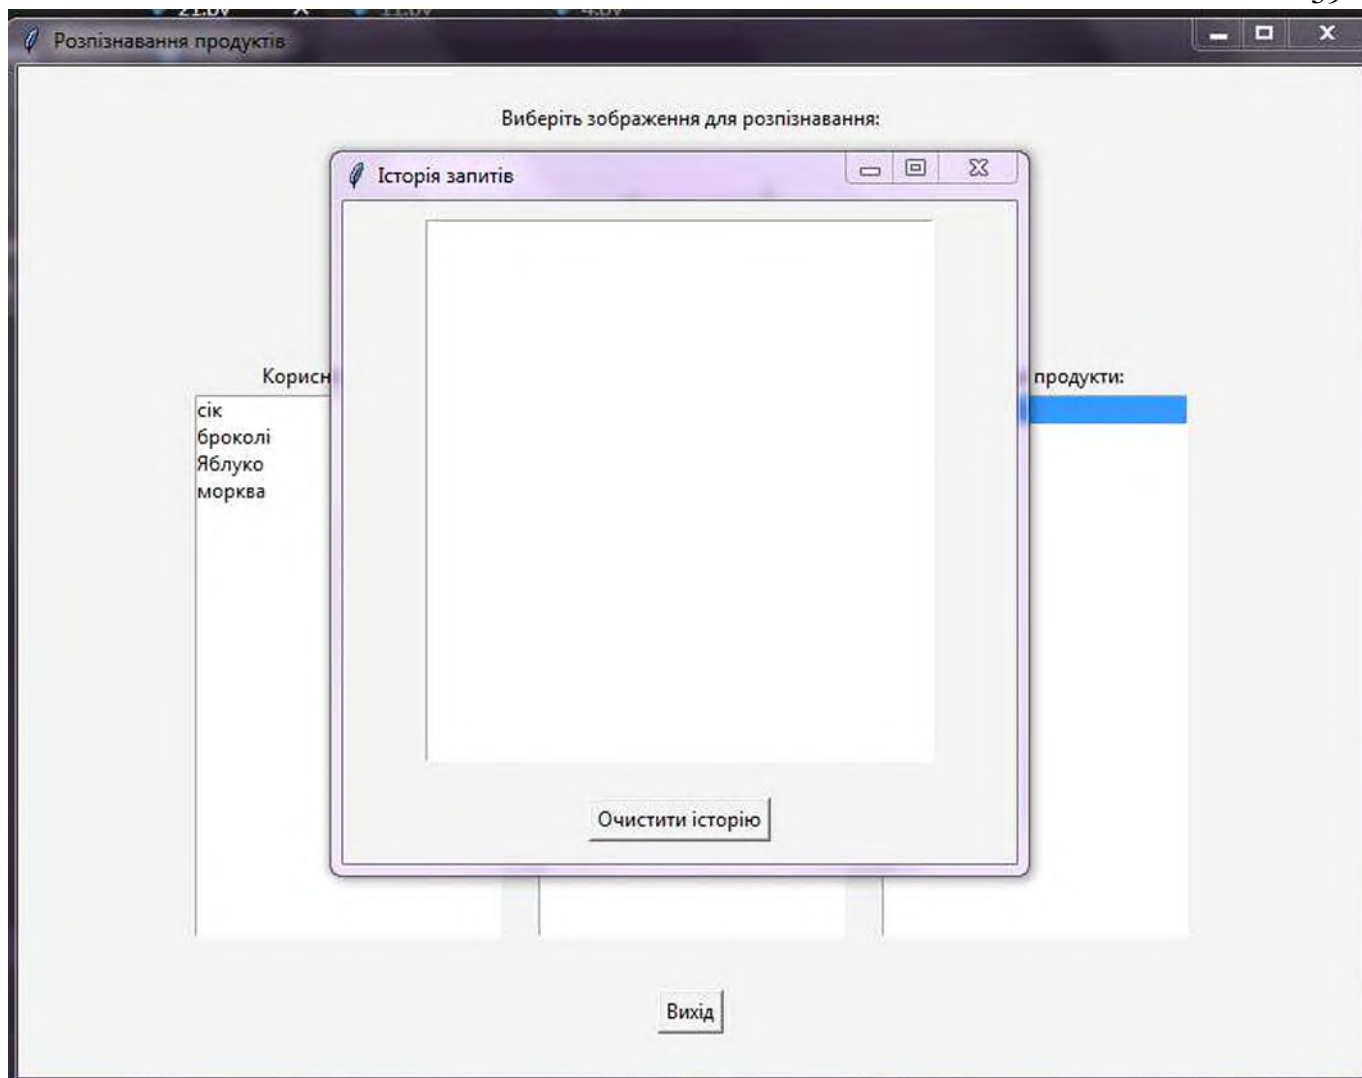 Розпізнавання продуктів
Виберіть зображення для розпізнавання:
Історія запитів
Корисн
продукти:
сік
броколі
Яблуко
морква
Очистити історію
Вихід